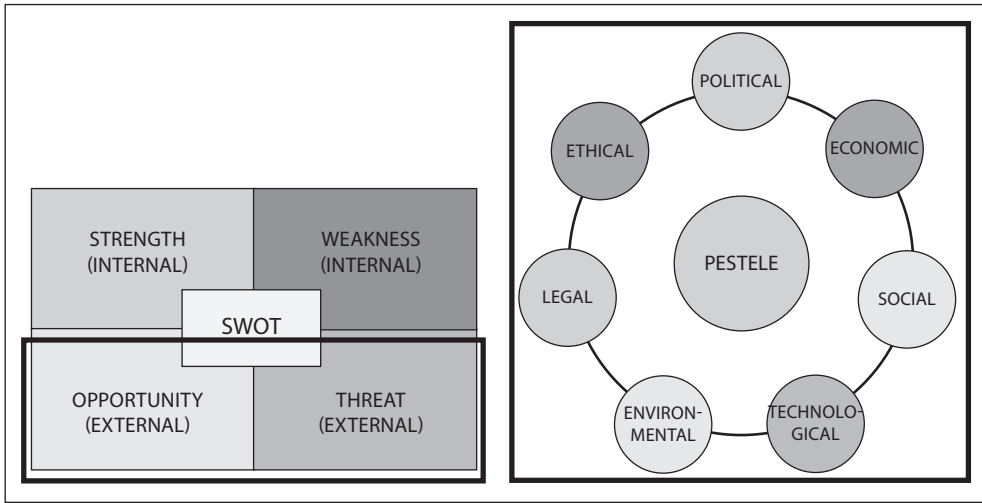 STRENGTH
(INTERNAL)
WEAKNESS
(INTERNAL)
SWOT
OPPORTUNITY
(EXTERNAL)
THREAT
(EXTERNAL)
POLITICAL
ETHICAL
ECONOMIC
PESTELE
LEGAL
SOCIAL
ENVIRON-
MENTAL
TECHNOLO-
GICAL